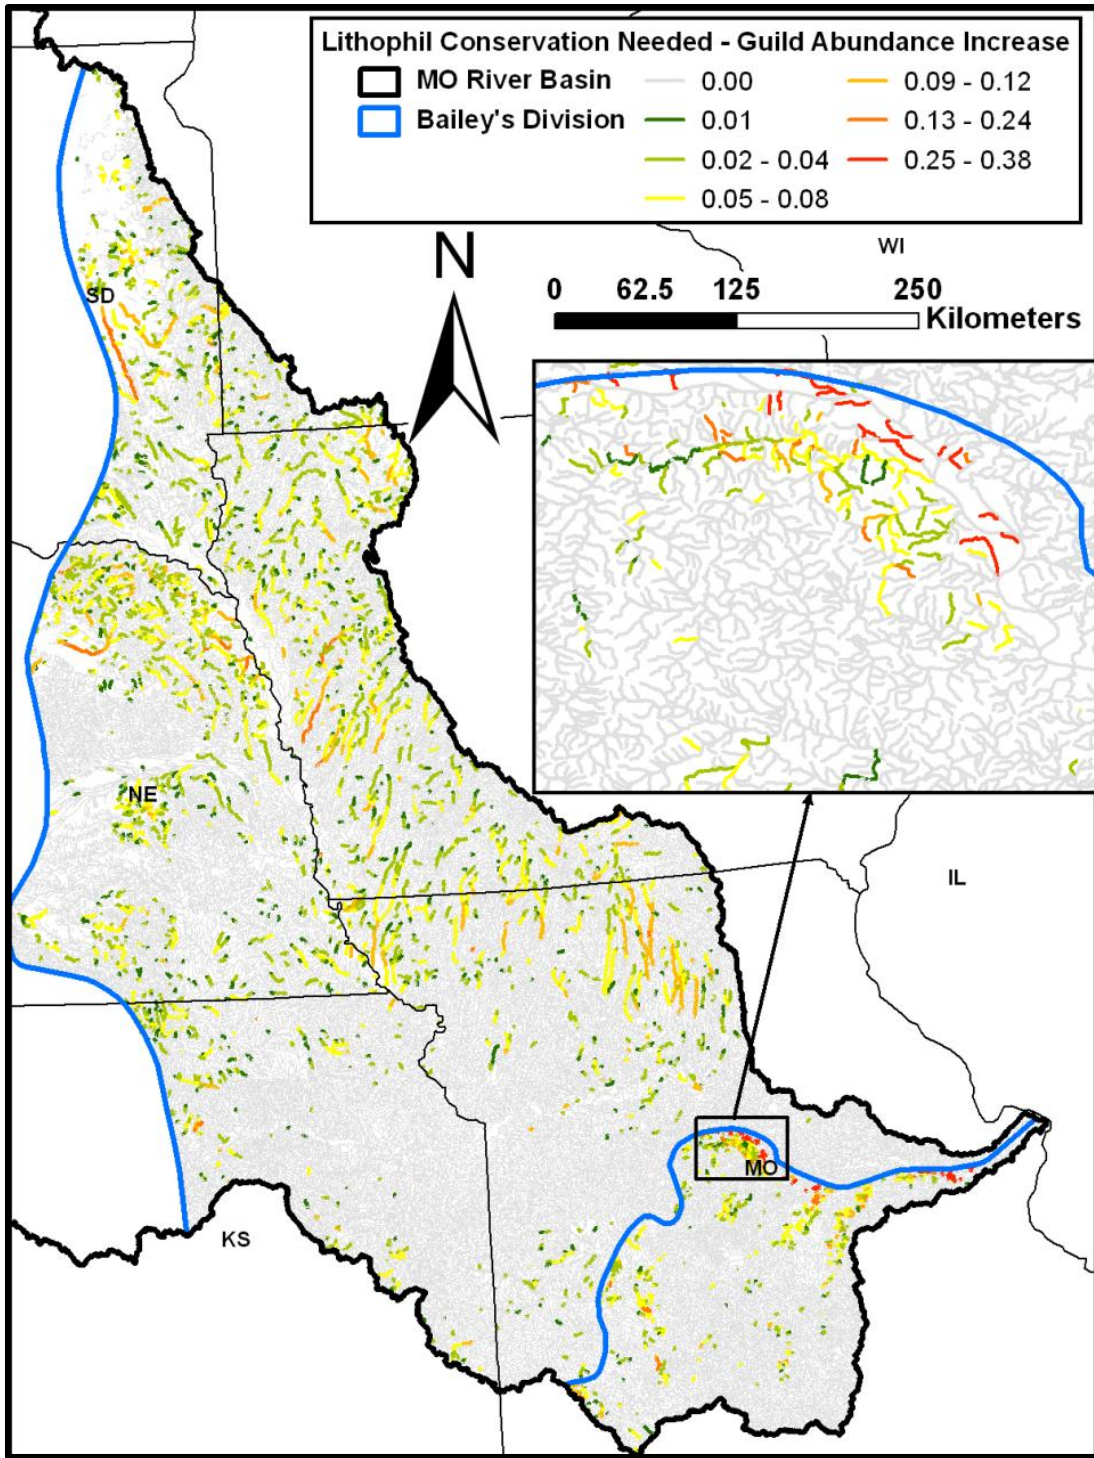 Lithophil Conservation Needed - Guild Abundance Increase
MO River Basin
Bailey's Division
0.00
0.01
0.02 - 0.04
0.05 - 0.08
0.09 - 0.12
0.13 - 0.24
0.25 - 0.38
WI
N
0 62.5 125 250
Kilometers
SD
NE
IL
MO
KS